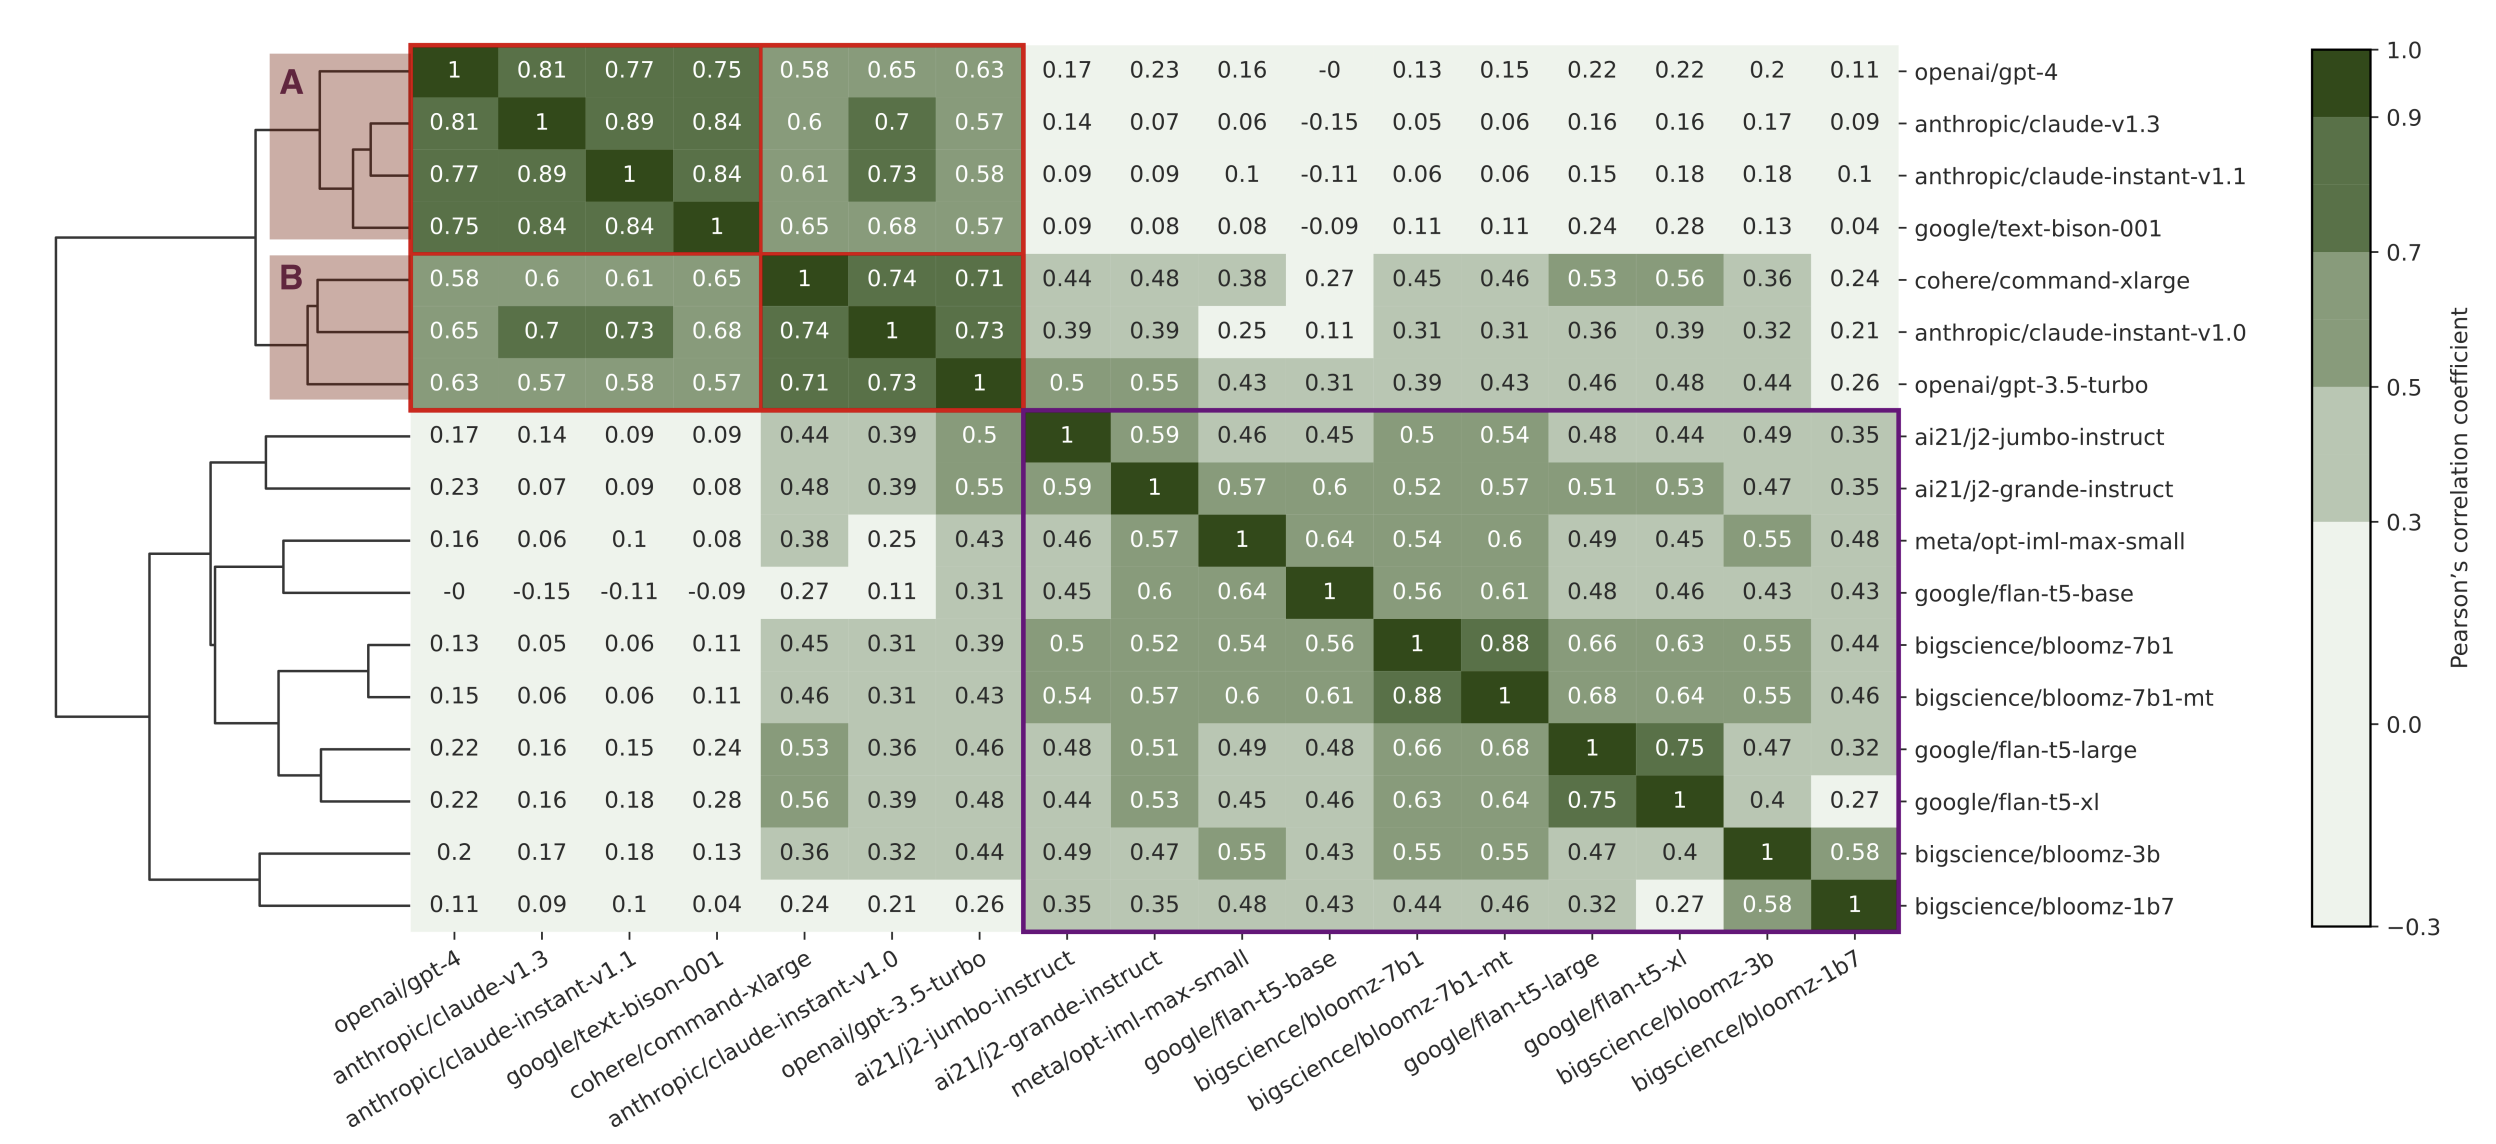 A
1 0.81 0.77 0.75 0.58 0.65 0.63 0.17 0.23 0.16 -0 0.13 0.15 0.22 0.22 0.2 0.11 openai/gpt-4
0.81 1 0.89 0.84 0.6 0.7 0.57 0.14 0.07 0.06 -0.15 0.05 0.06 0.16 0.16 0.17 0.09 anthropic/claude-v1.3
0.77 0.89 1 0.84 0.61 0.73 0.58 0.09 0.09 0.1 -0.11 0.06 0.06 0.15 0.18 0.18 0.1 anthropic/claude-instant-v1.1
0.75 0.84 0.84 1 0.65 0.68 0.57 0.09 0.08 0.08 -0.09 0.11 0.11 0.24 0.28 0.13 0.04 google/text-bison-001
B
0.58 0.6 0.61 0.65 1 0.74 0.71 0.44 0.48 0.38 0.27 0.45 0.46 0.53 0.56 0.36 0.24 cohere/command-xlarge
0.65 0.7 0.73 0.68 0.74 1 0.73 0.39 0.39 0.25 0.11 0.31 0.31 0.36 0.39 0.32 0.21 anthropic/claude-instant-v1.0
0.63 0.57 0.58 0.57 0.71 0.73 1 0.5 0.55 0.43 0.31 0.39 0.43 0.46 0.48 0.44 0.26 openai/gpt-3.5-turbo
0.17 0.14 0.09 0.09 0.44 0.39 0.5 1 0.59 0.46 0.45 0.5 0.54 0.48 0.44 0.49 0.35 ai21/j2-jumbo-instruct
0.23 0.07 0.09 0.08 0.48 0.39 0.55 0.59 1 0.57 0.6 0.52 0.57 0.51 0.53 0.47 0.35 ai21/j2-grande-instruct
0.16 0.06 0.1 0.08 0.38 0.25 0.43 0.46 0.57 1 0.64 0.54 0.6 0.49 0.45 0.55 0.48 meta/opt-iml-max-small
-0 -0.15 -0.11 -0.09 0.27 0.11 0.31 0.45 0.6 0.64 1 0.56 0.61 0.48 0.46 0.43 0.43 google/flan-t5-base
0.13 0.05 0.06 0.11 0.45 0.31 0.39 0.5 0.52 0.54 0.56 1 0.88 0.66 0.63 0.55 0.44 bigscience/bloomz-7b1
0.15 0.06 0.06 0.11 0.46 0.31 0.43 0.54 0.57 0.6 0.61 0.88 1 0.68 0.64 0.55 0.46 bigscience/bloomz-7b1-mt
0.22 0.16 0.15 0.24 0.53 0.36 0.46 0.48 0.51 0.49 0.48 0.66 0.68 1 0.75 0.47 0.32 google/flan-t5-large
0.22 0.16 0.18 0.28 0.56 0.39 0.48 0.44 0.53 0.45 0.46 0.63 0.64 0.75 1 0.4 0.27 google/flan-t5-xl
0.2 0.17 0.18 0.13 0.36 0.32 0.44 0.49 0.47 0.55 0.43 0.55 0.55 0.47 0.4 1 0.58 bigscience/bloomz-3b
0.11 0.09 0.1 0.04 0.24 0.21 0.26 0.35 0.35 0.48 0.43 0.44 0.46 0.32 0.27 0.58 1 bigscience/bloomz-1b7
openai/gpt-4
anthropic/claude-v1.3
anthropic/claude-instant-v1.1
google/text-bison-001
cohere/command-xlarge
anthropic/claude-instant-v1.0
openai/gpt-3.5-turbo
ai21/j2-jumbo-instruct
ai21/j2-grande-instruct
meta/opt-iml-max-small
google/flan-t5-base
bigscience/bloomz-7b1
bigscience/bloomz-7b1-mt
google/flan-t5-large
google/flan-t5-xl
bigscience/bloomz-3b
bigscience/bloomz-1b7
1.0
0.9
0.7
0.5
0.3
0.0
−0.3
Pearson’s correlation coefficient